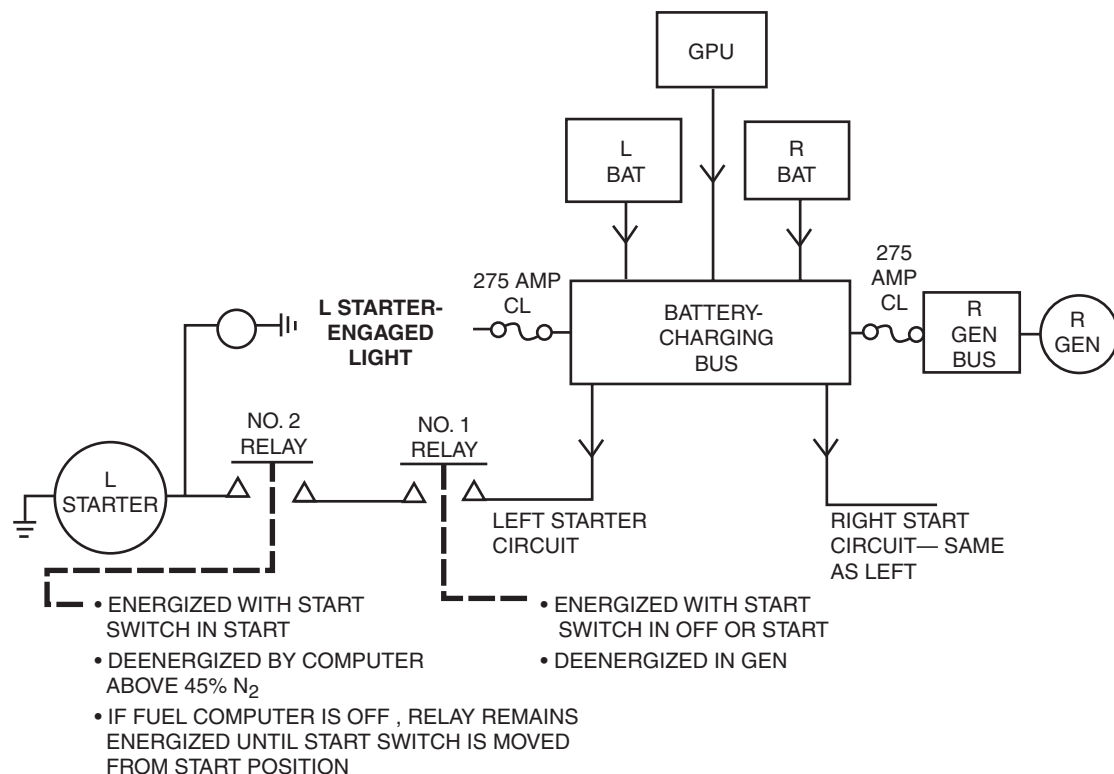 GPU
L
BAT
R
BAT
275 AMP
CL
275
AMP
CL
L STARTER-
ENGAGED
LIGHT
BATTERY-
CHARGING
BUS
R
GEN
BUS
R
GEN
NO. 2
RELAY
NO. 1
RELAY
L
STARTER
LEFT STARTER
CIRCUIT
RIGHT START
CIRCUIT— SAME
AS LEFT
• ENERGIZED WITH START
SWITCH IN START
• DEENERGIZED BY COMPUTER
ABOVE 45% N₂
• IF FUEL COMPUTER IS OFF , RELAY REMAINS
ENERGIZED UNTIL START SWITCH IS MOVED
FROM START POSITION
• ENERGIZED WITH START
SWITCH IN OFF OR START
• DEENERGIZED IN GEN